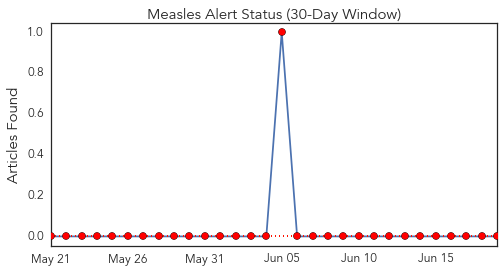 Measles Alert Status (30-Day Window)
Articles Found
1.0
0.8
0.6
0.4
0.2
0.0
May 21 May 26 May 31 Jun 05 Jun 10 Jun 15